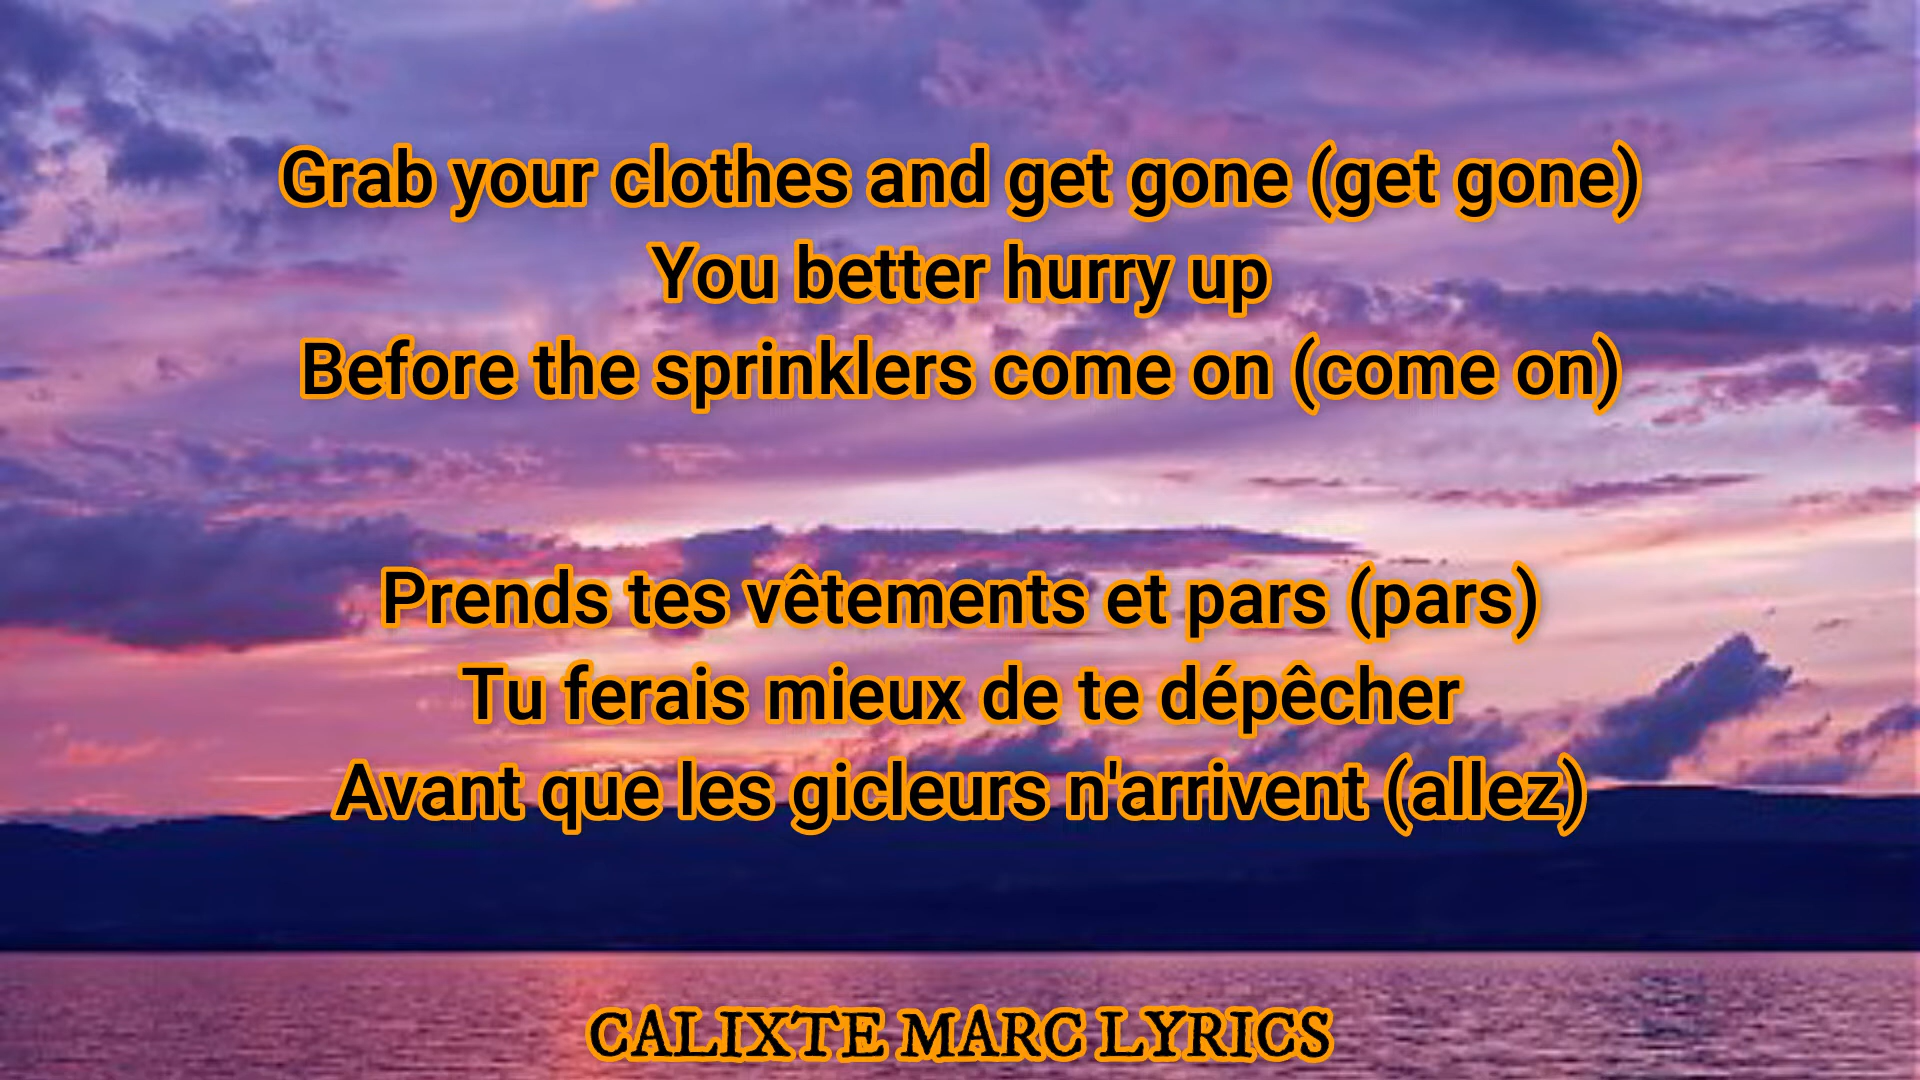 Grab your clothes and get gone (get gone)
You better hurry up
Before the sprinklers come on (come on)
Prends tes vêtements et pars (pars)
Tu ferais mieux de te dépêcher
Avant que les gicleurs n'arrivent (allez)
CALIXTE MARC LYRICS